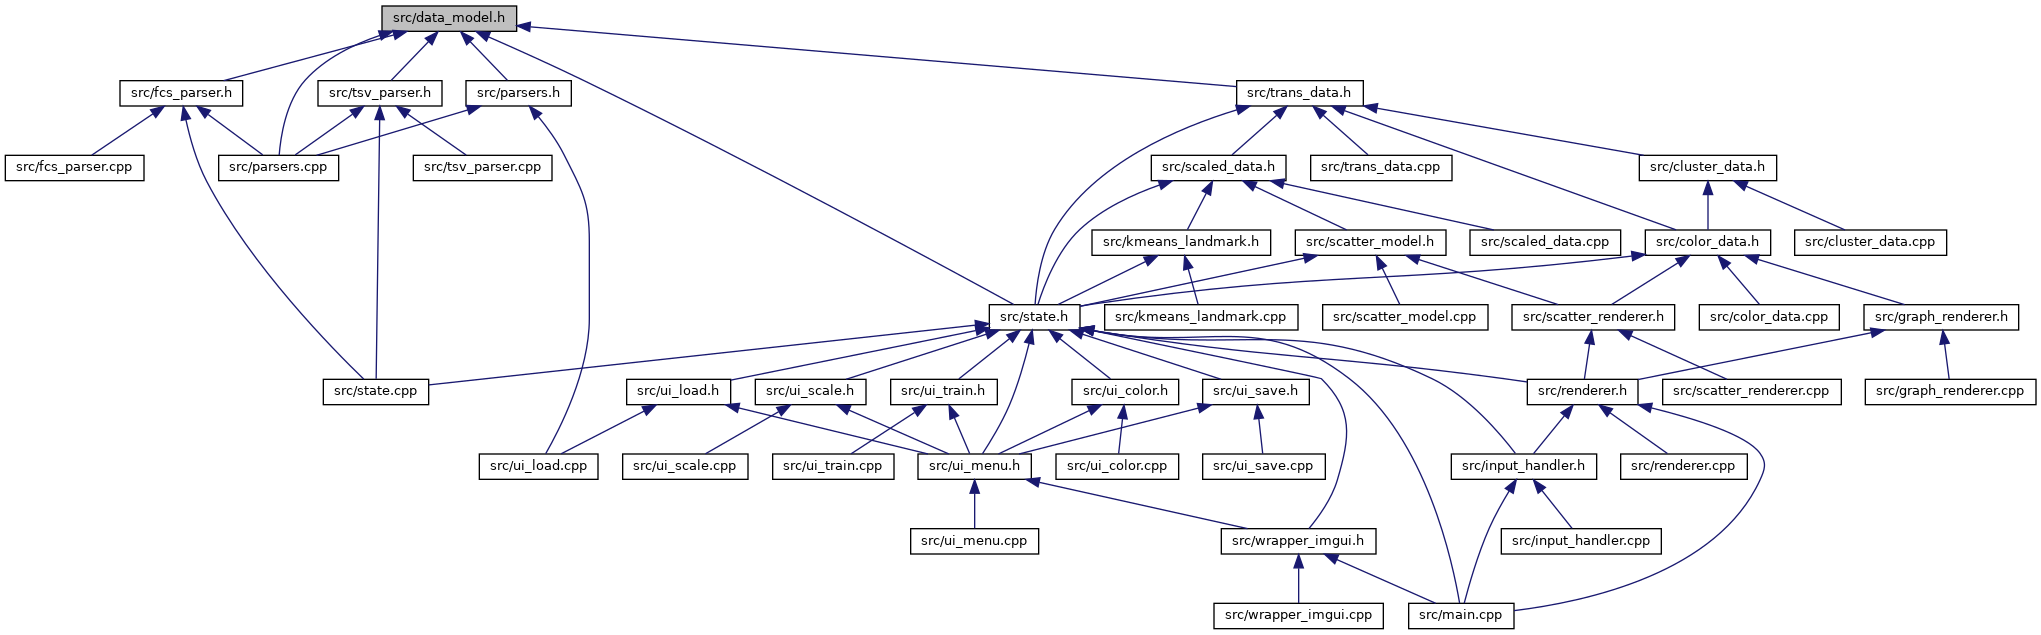 src/data_model.h
src/fcs_parser.h
src/tsv_parser.h
src/parsers.h
src/trans_data.h
src/fcs_parser.cpp
src/parsers.cpp
src/tsv_parser.cpp
src/scaled_data.h
src/trans_data.cpp
src/cluster_data.h
src/kmeans_landmark.h
src/scatter_model.h
src/scaled_data.cpp
src/color_data.h
src/cluster_data.cpp
src/state.h
src/kmeans_landmark.cpp
src/scatter_model.cpp
src/scatter_renderer.h
src/color_data.cpp
src/graph_renderer.h
src/state.cpp
src/ui_load.h
src/ui_scale.h
src/ui_train.h
src/ui_color.h
src/ui_save.h
src/renderer.h
src/scatter_renderer.cpp
src/graph_renderer.cpp
src/ui_load.cpp
src/ui_scale.cpp
src/ui_train.cpp
src/ui_menu.h
src/ui_color.cpp
src/ui_save.cpp
src/input_handler.h
src/renderer.cpp
src/ui_menu.cpp
src/wrapper_imgui.h
src/input_handler.cpp
src/wrapper_imgui.cpp
src/main.cpp